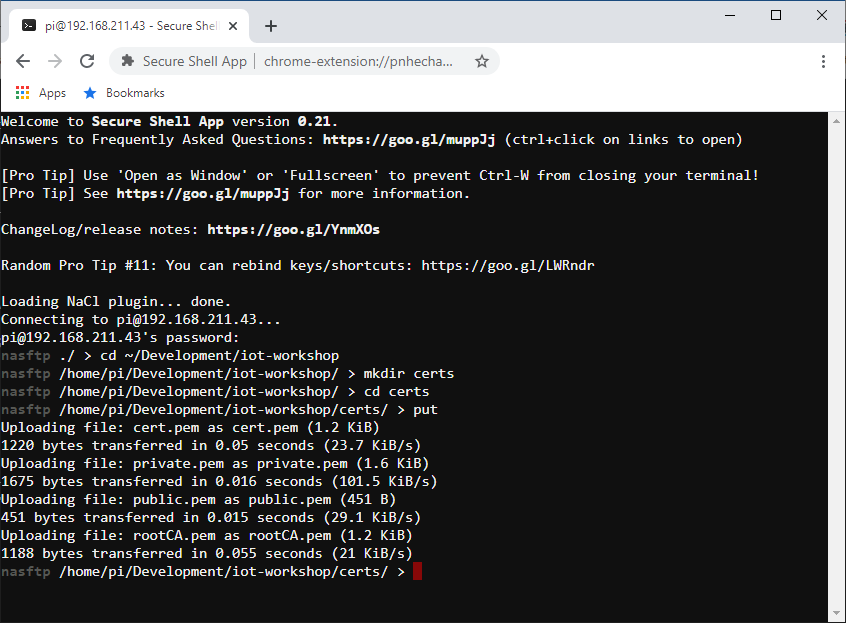 pi@192.168.211.43 - Secure Shel
Secure Shell App | chrome-extension://pnhecha...
Apps Bookmarks
Welcome to Secure Shell App version 0.21.
Answers to Frequently Asked Questions: https://goo.gl/muppJj (ctrl+click on links to open)
[Pro Tip] Use 'Open as Window' or 'Fullscreen' to prevent Ctrl-W from closing your terminal!
[Pro Tip] See https://goo.gl/muppJj for more information.
ChangeLog/release notes: https://goo.gl/YnmXOs
Random Pro Tip #11: You can rebind keys/shortcuts: https://goo.gl/LWRndr
Loading NaCl plugin... done.
Connecting to pi@192.168.211.43...
pi@192.168.211.43's password:
nasftp ./ > cd ~/Development/iot-workshop
nasftp /home/pi/Development/iot-workshop/ > mkdir certs
nasftp /home/pi/Development/iot-workshop/ > cd certs
nasftp /home/pi/Development/iot-workshop/certs/ > put
Uploading file: cert.pem as cert.pem (1.2 KiB)
1220 bytes transferred in 0.05 seconds (23.7 KiB/s)
Uploading file: private.pem as private.pem (1.6 KiB)
1675 bytes transferred in 0.016 seconds (101.5 KiB/s)
Uploading file: public.pem as public.pem (451 B)
451 bytes transferred in 0.015 seconds (29.1 KiB/s)
Uploading file: rootCA.pem as rootCA.pem (1.2 KiB)
1188 bytes transferred in 0.055 seconds (21 KiB/s)
nasftp /home/pi/Development/iot-workshop/certs/ >